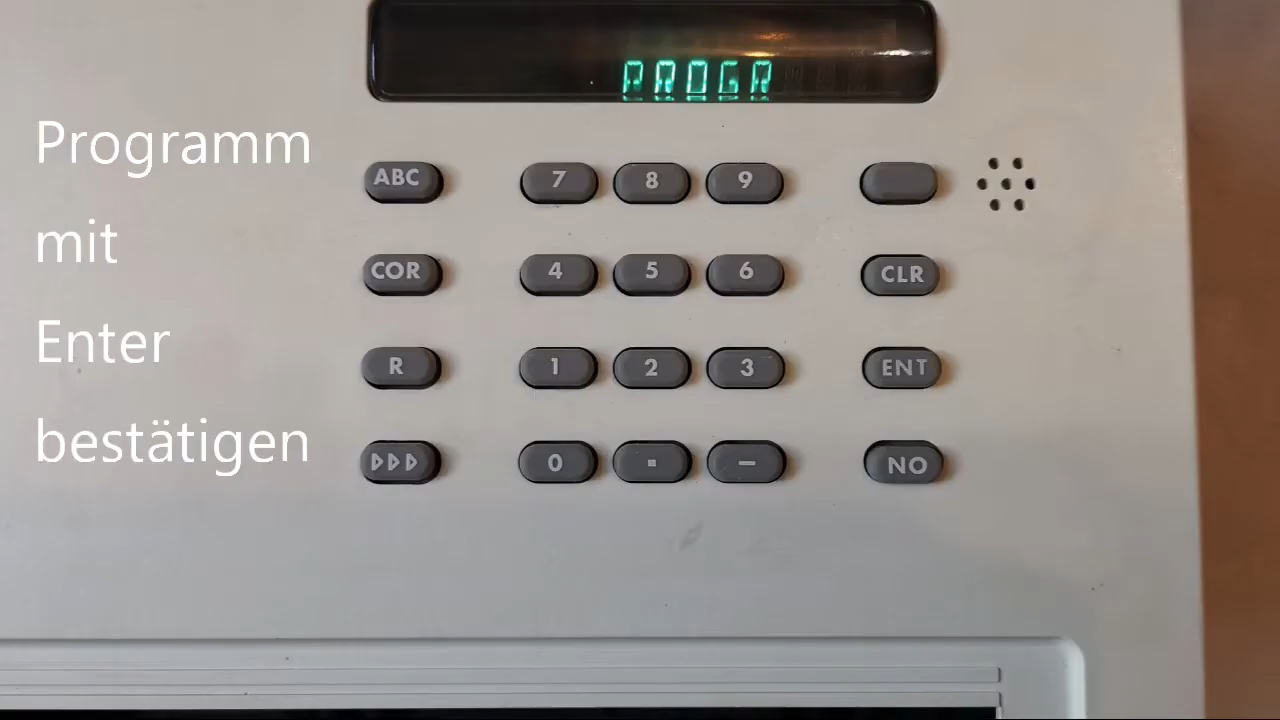 PROGR
Programm
mit
Enter
bestätigen
ABC 7 8 9
COR 4 5 6 CLR
R 1 2 3 ENT
0 . - NO